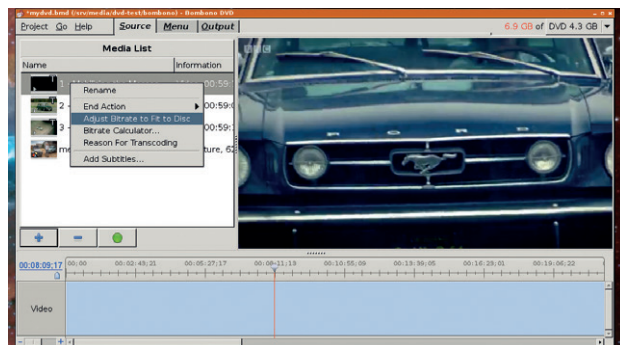 *mydvd.bmd (/srv/media/dvd-test/bombono) - Bombono DVD
Project Go Help Source Menu Output 6.9 GB of DVD 4.3 GB
Media List
Name Information
1 - 00:59:
Rename
2 - End Action 00:59:0
Adjust Bitrate to Fit to Disc
3 - Bitrate Calculator... 00:59:
Reason For Transcoding
me ture, 62
Add Subtitles...
BBC
FORD
00:08:09;17 00:00 00:02:43;21 00:05:27;17 00:08:11;13 00:10:55;09 00:13:39;05 00:16:23;01 00:19:06;22
Video